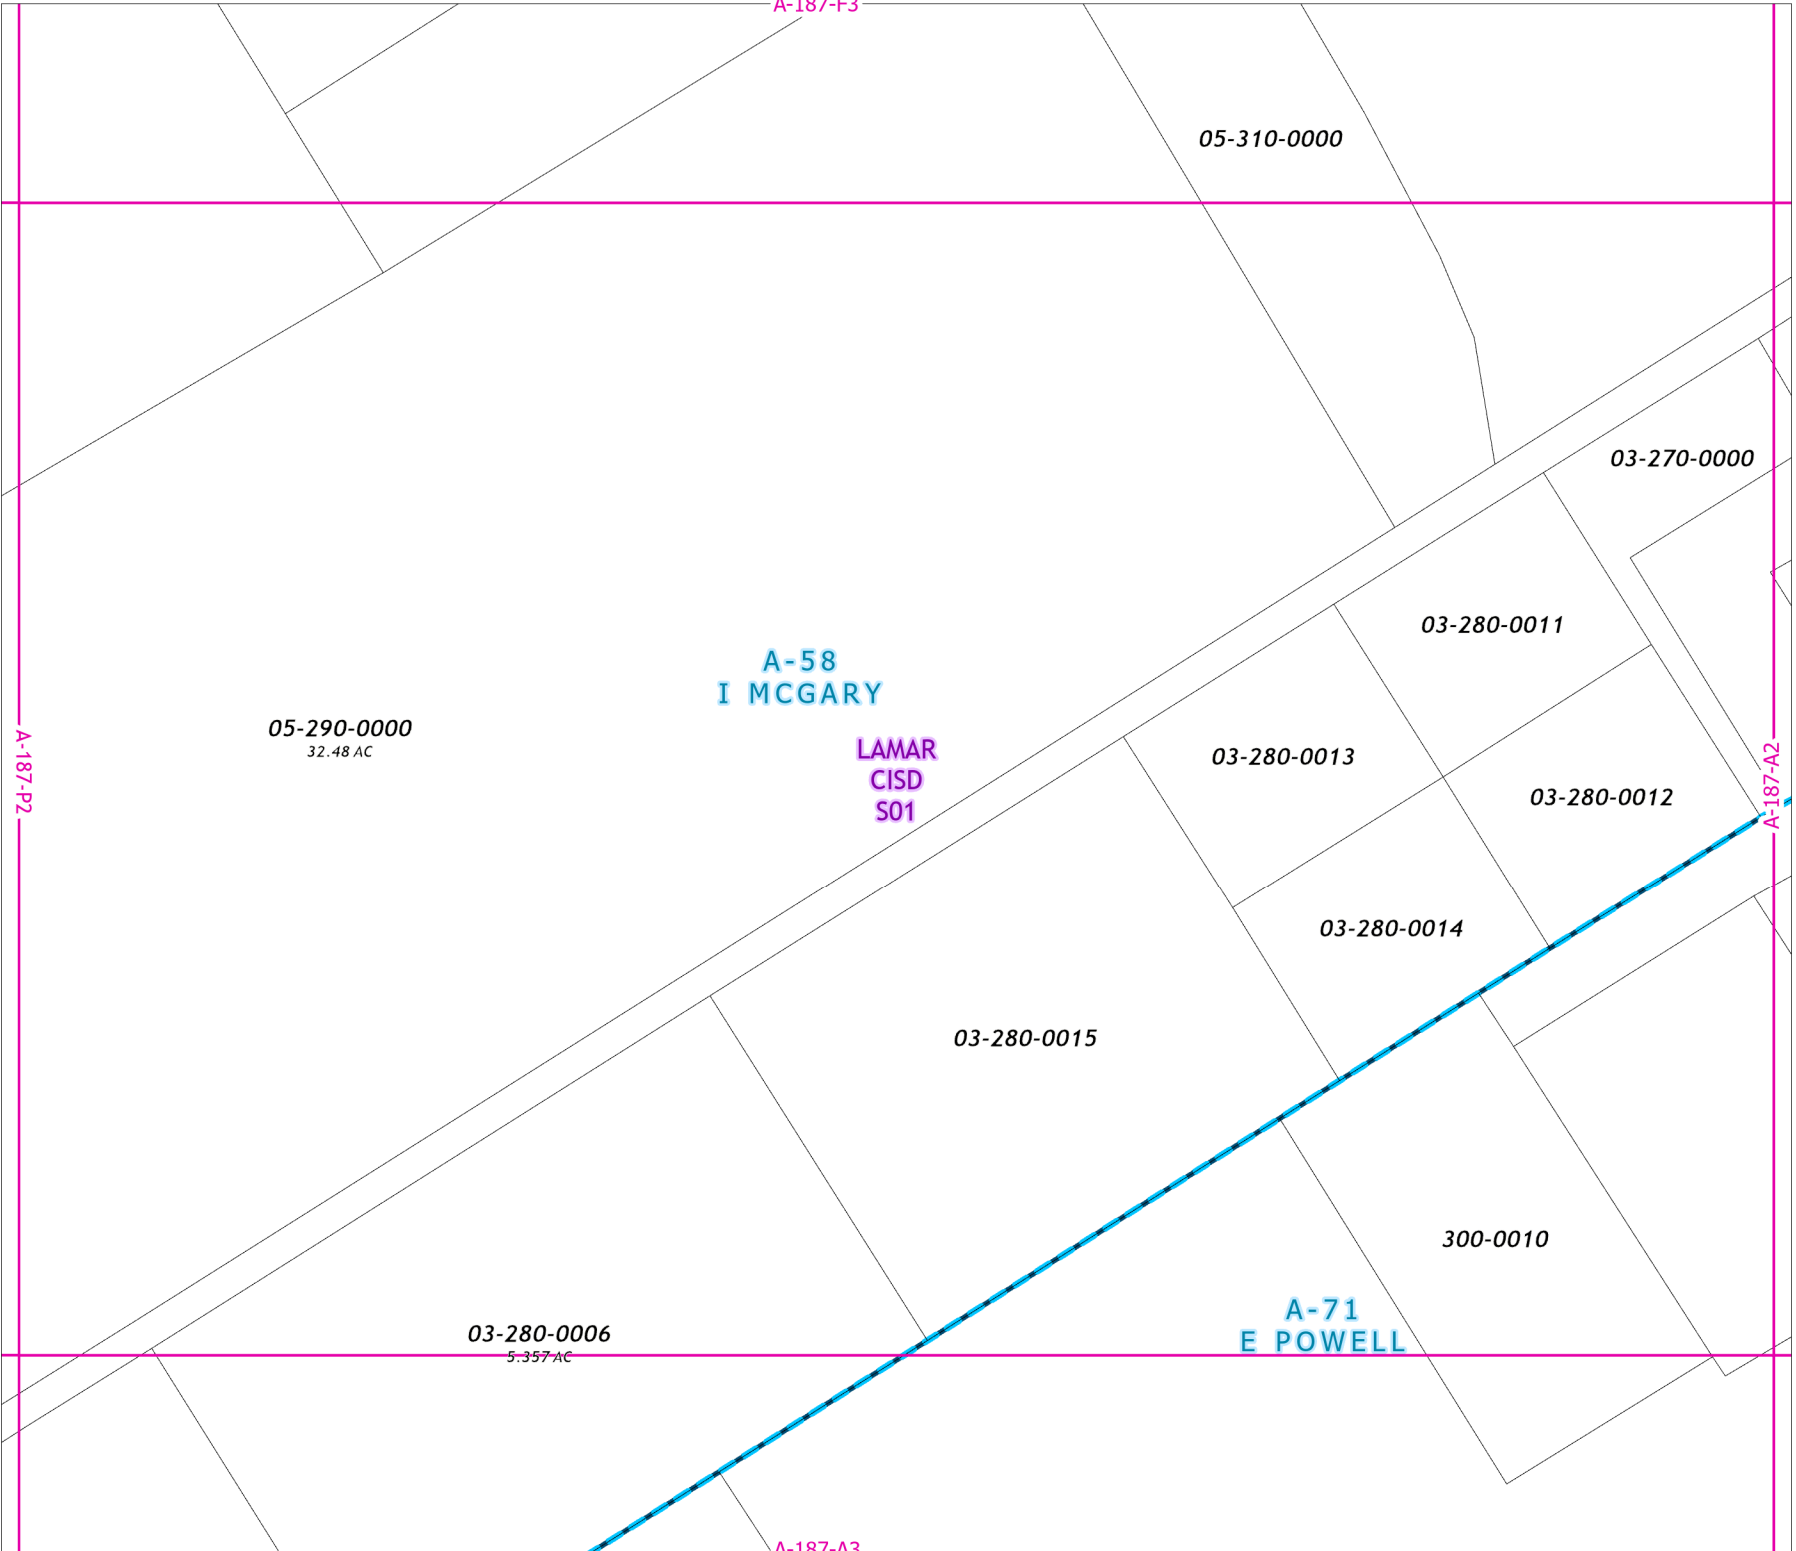 A-187-F3
05-310-0000
03-270-0000
03-280-0011
A-58
I MCGARY
05-290-0000
32.48 AC
LAMAR
CISD
S01
03-280-0013
03-280-0012
A-187-P2
A-187-A2
03-280-0014
03-280-0015
300-0010
A-71
E POWELL
03-280-0006
5.357 AC
A-187-A3